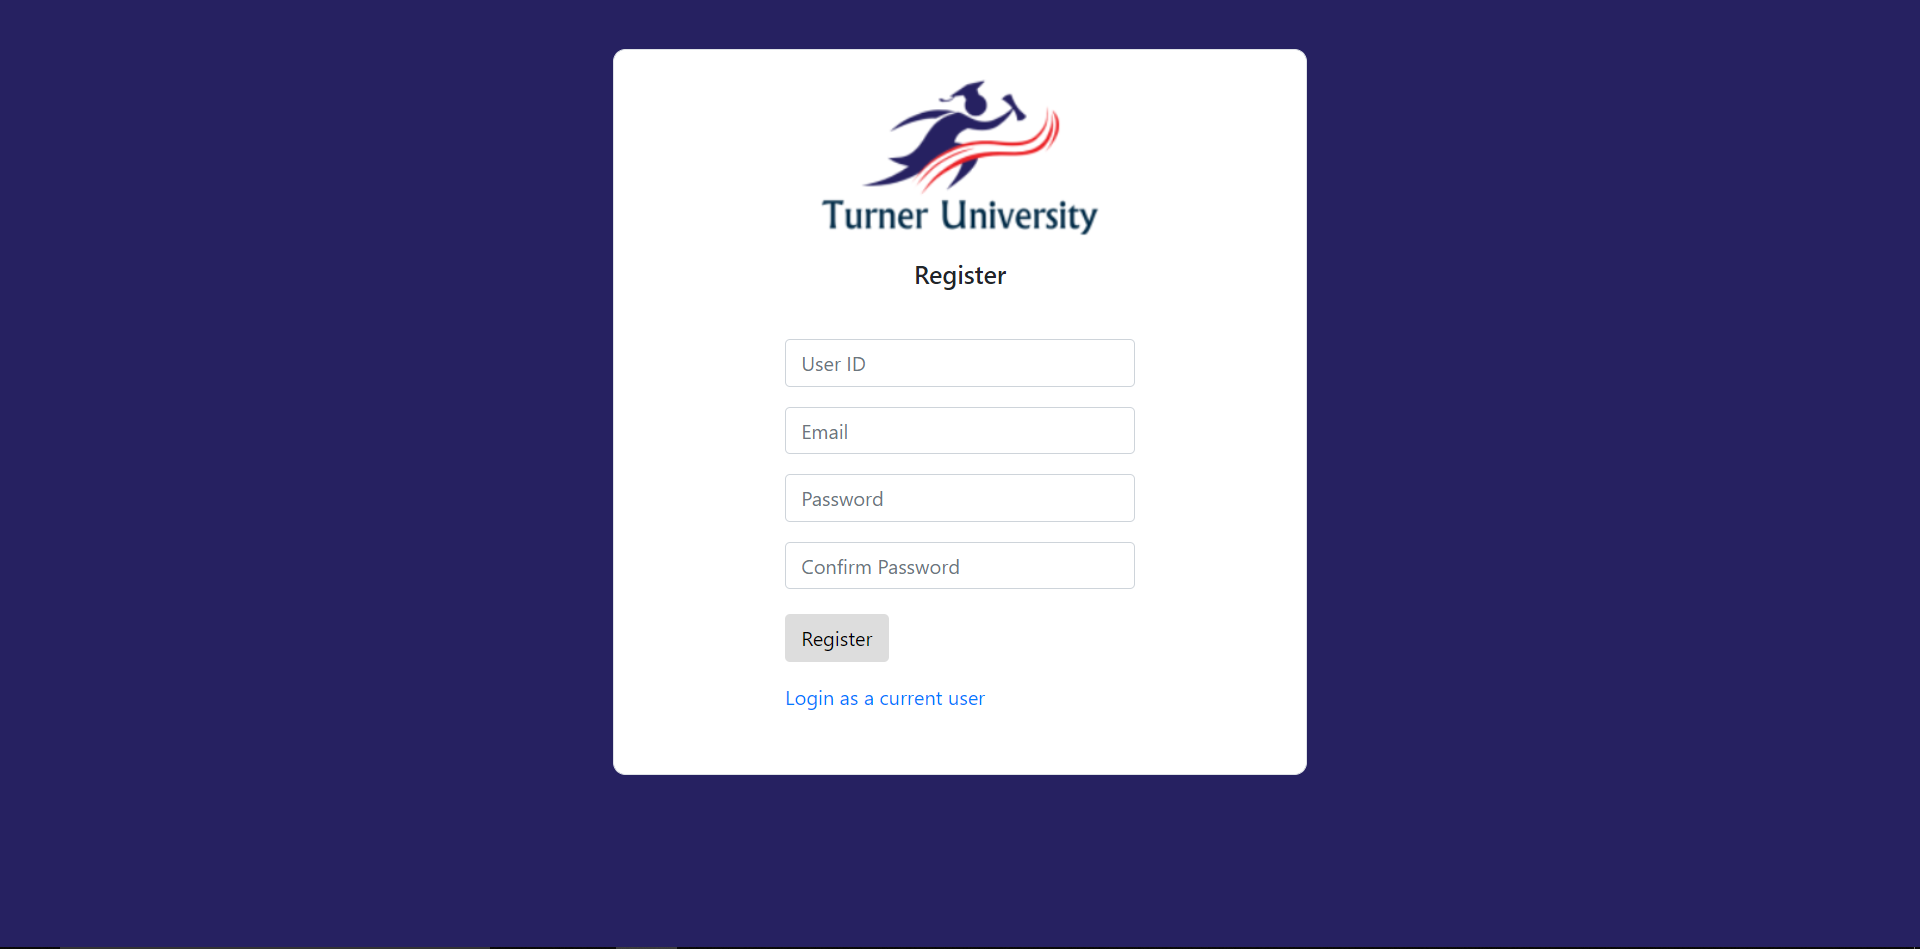 Turner University
Register
User ID
Email
Password
Confirm Password
Register
Login as a current user